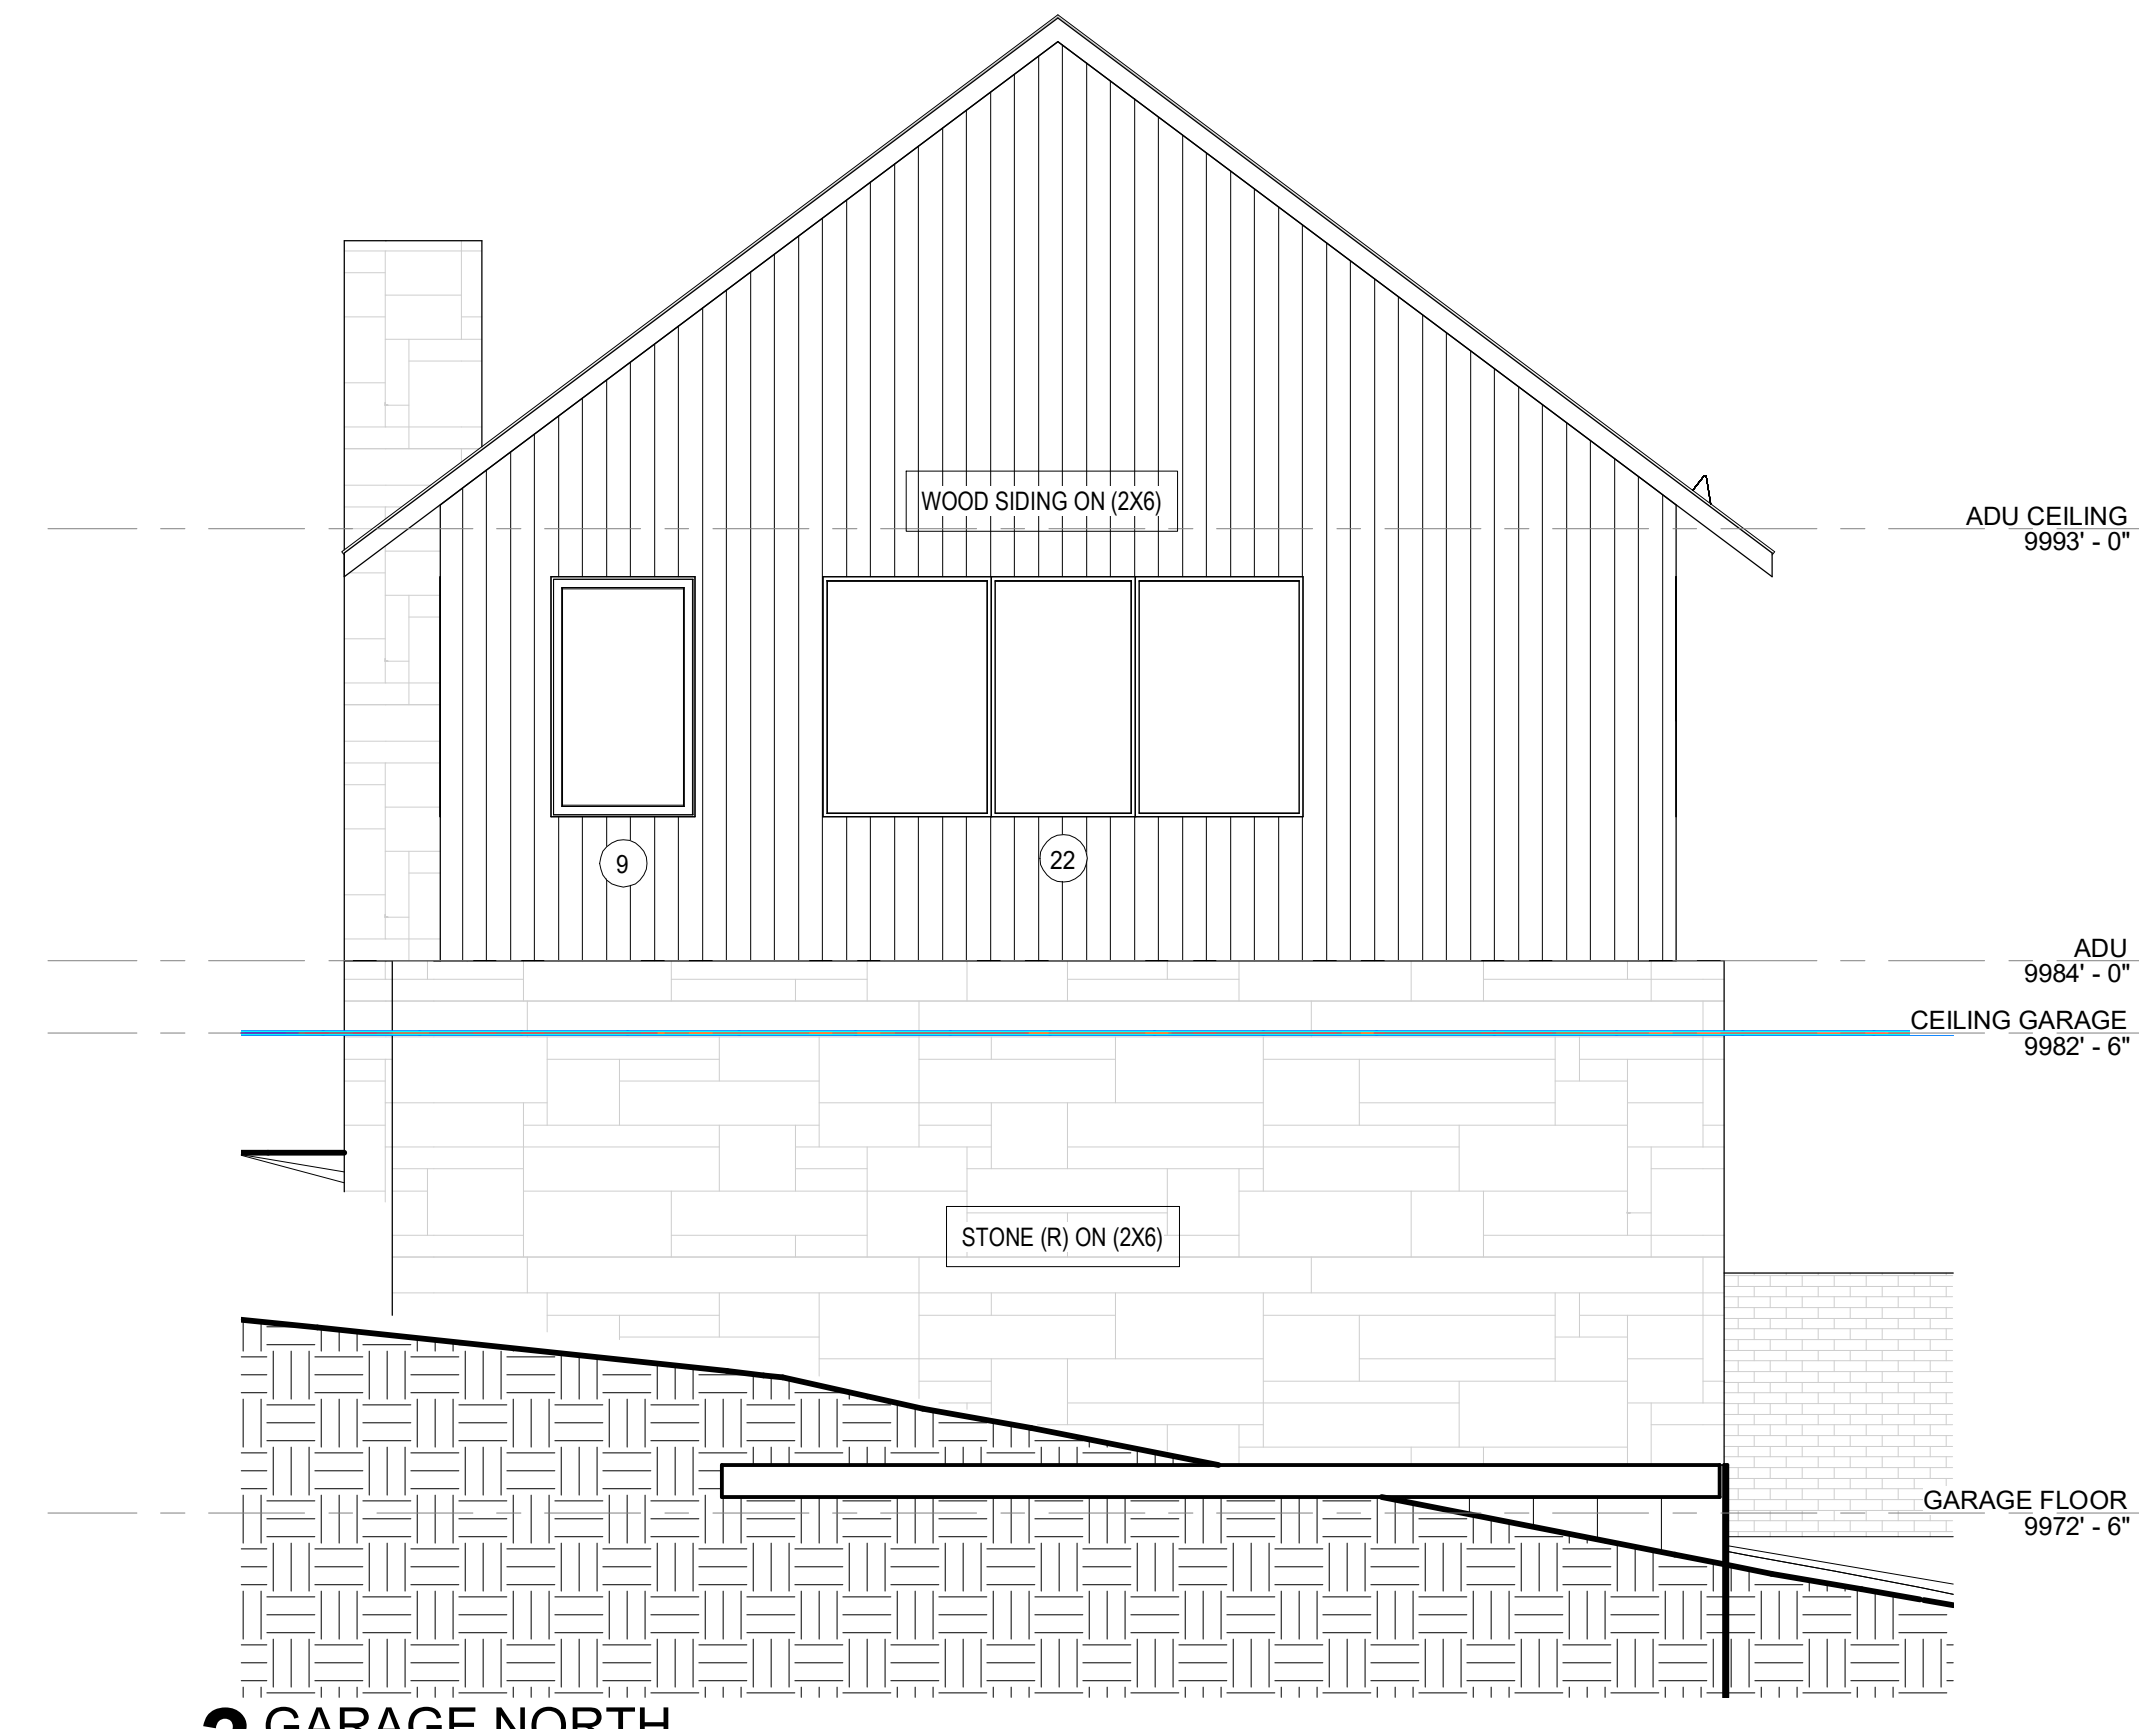 WOOD SIDING ON (2X6)
ADU CEILING
9993' - 0"
9
22
ADU
9984' - 0"
CEILING GARAGE
9982' - 6"
STONE (R) ON (2X6)
GARAGE FLOOR
9972' - 6"
GARAGE NORTH